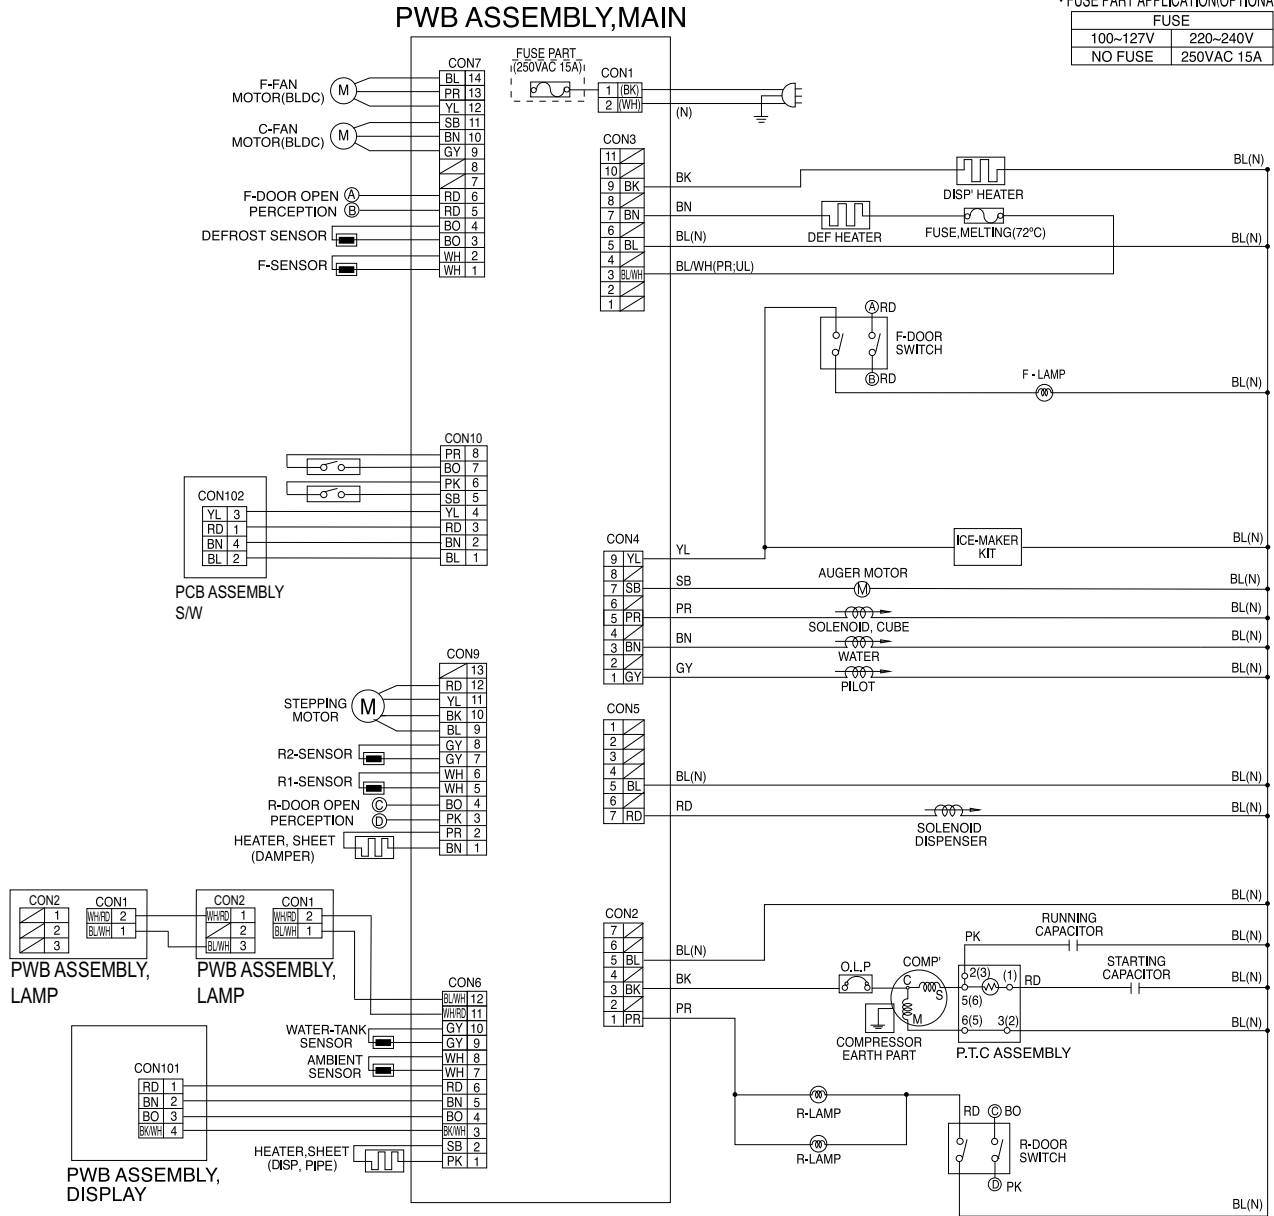 PWB ASSEMBLY,MAIN
* FUSE PART APPLICATION(OPTIONA
FUSE
100~127V 220~240V
NO FUSE 250VAC 15A
FUSE PART
(250VAC 15A)
CON1
1 (BK)
2 (WH)
(N)
CON7
BL 14
PR 13
YL 12
SB 11
BN 10
GY 9
8
7
RD 6
RD 5
BO 4
BO 3
WH 2
WH 1
F-FAN
MOTOR(BLDC)
M
C-FAN
MOTOR(BLDC)
M
F-DOOR OPEN A
PERCEPTION B
DEFROST SENSOR
F-SENSOR
CON3
11
10
9 BK
8
7 BN
6
5 BL
4
3 BL/WH
2
1
BK
BN
BL(N)
BL/WH(PR;UL)
DISP' HEATER
BL(N)
DEF HEATER
FUSE,MELTING(72ºC)
BL(N)
A RD
F-DOOR
SWITCH
B RD
F - LAMP
BL(N)
CON10
PR 8
BO 7
PK 6
SB 5
YL 4
RD 3
BN 2
BL 1
CON102
YL 3
RD 1
BN 4
BL 2
PCB ASSEMBLY
S/W
CON4
9 YL
8
7 SB
6
5 PR
4
3 BN
2
1 GY
YL
SB
PR
BN
GY
ICE-MAKER
KIT
BL(N)
AUGER MOTOR
M
BL(N)
SOLENOID, CUBE
BL(N)
WATER
BL(N)
PILOT
BL(N)
CON9
13
RD 12
YL 11
BK 10
BL 9
GY 8
GY 7
WH 6
WH 5
BO 4
PK 3
PR 2
BN 1
STEPPING
MOTOR
M
R2-SENSOR
R1-SENSOR
R-DOOR OPEN C
PERCEPTION D
HEATER, SHEET
(DAMPER)
CON5
1
2
3
4
5 BL
6
7 RD
BL(N)
BL(N)
RD
SOLENOID
DISPENSER
BL(N)
CON2
1
2
3
CON1
WH/RD 2
BL/WH 1
PWB ASSEMBLY,
LAMP
CON2
WH/RD 1
2
BL/WH 3
CON1
WH/RD 2
BL/WH 1
PWB ASSEMBLY,
LAMP
CON2
7
6
5 BL
4
3 BK
2
1 PR
BL(N)
BK
PR
BL(N)
RUNNING
CAPACITOR
PK
BL(N)
STARTING
CAPACITOR
BL(N)
O.L.P
COMP'
C
S
M
2(3)
(1)
RD
5(6)
6(5)
3(2)
BL(N)
COMPRESSOR
EARTH PART
P.T.C ASSEMBLY
CON6
BL/WH 12
WH/RD 11
GY 10
GY 9
WH 8
WH 7
RD 6
BN 5
BO 4
BK/WH 3
SB 2
PK 1
WATER-TANK
SENSOR
AMBIENT
SENSOR
CON101
RD 1
BN 2
BO 3
BK/WH 4
PWB ASSEMBLY,
DISPLAY
HEATER,SHEET
(DISP, PIPE)
R-LAMP
R-LAMP
RD C BO
R-DOOR
SWITCH
D PK
BL(N)